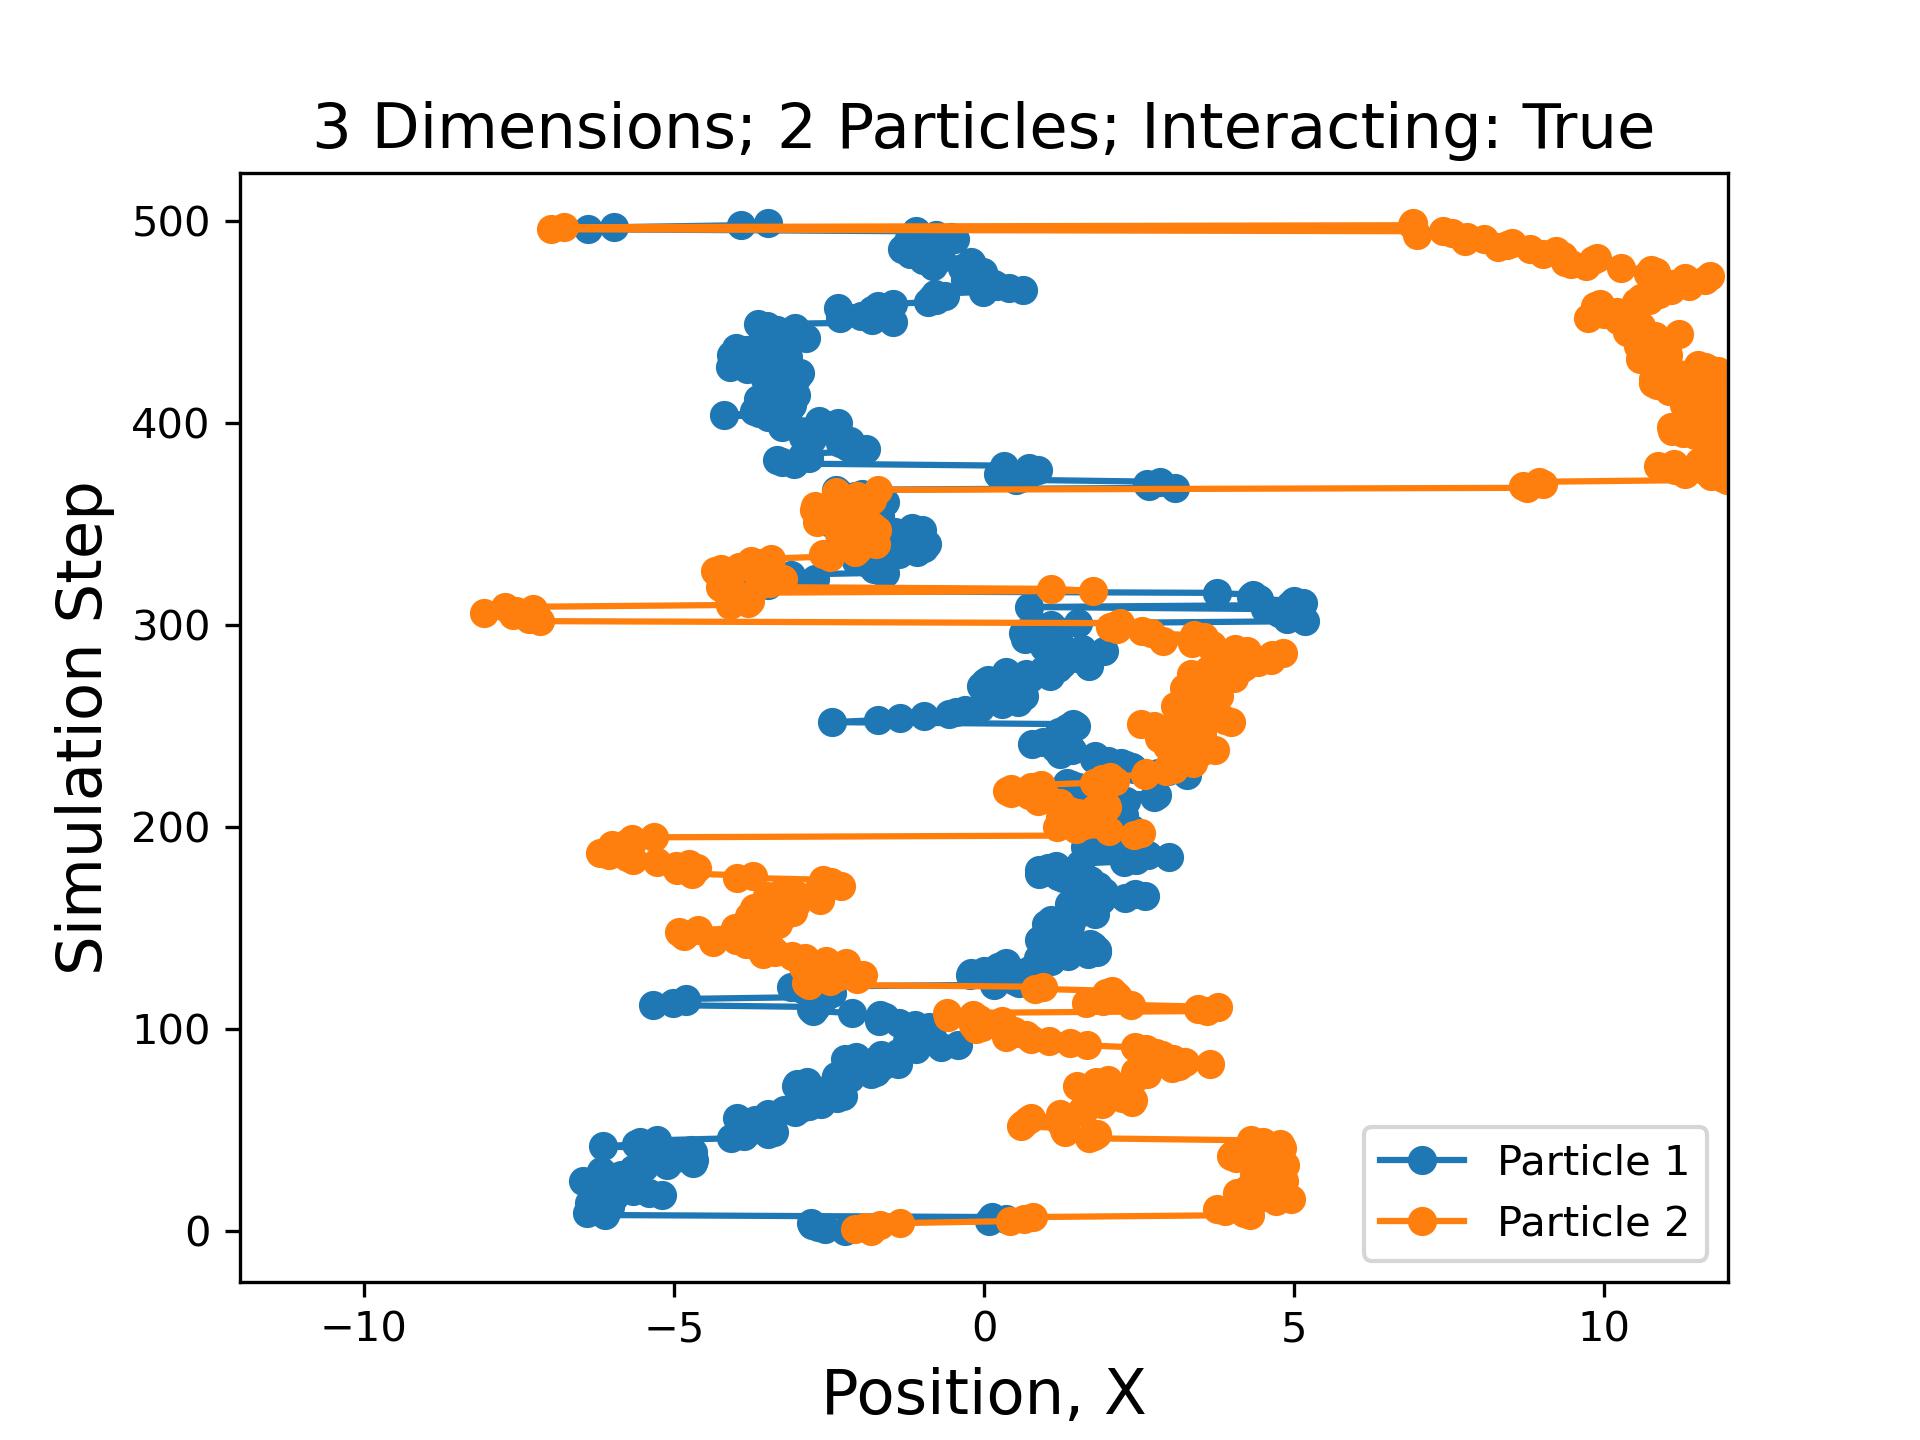 3 Dimensions; 2 Particles; Interacting: True
Simulation Step
500
400
300
200
100
0
−10
−5
0
5
10
Position, X
Particle 1
Particle 2